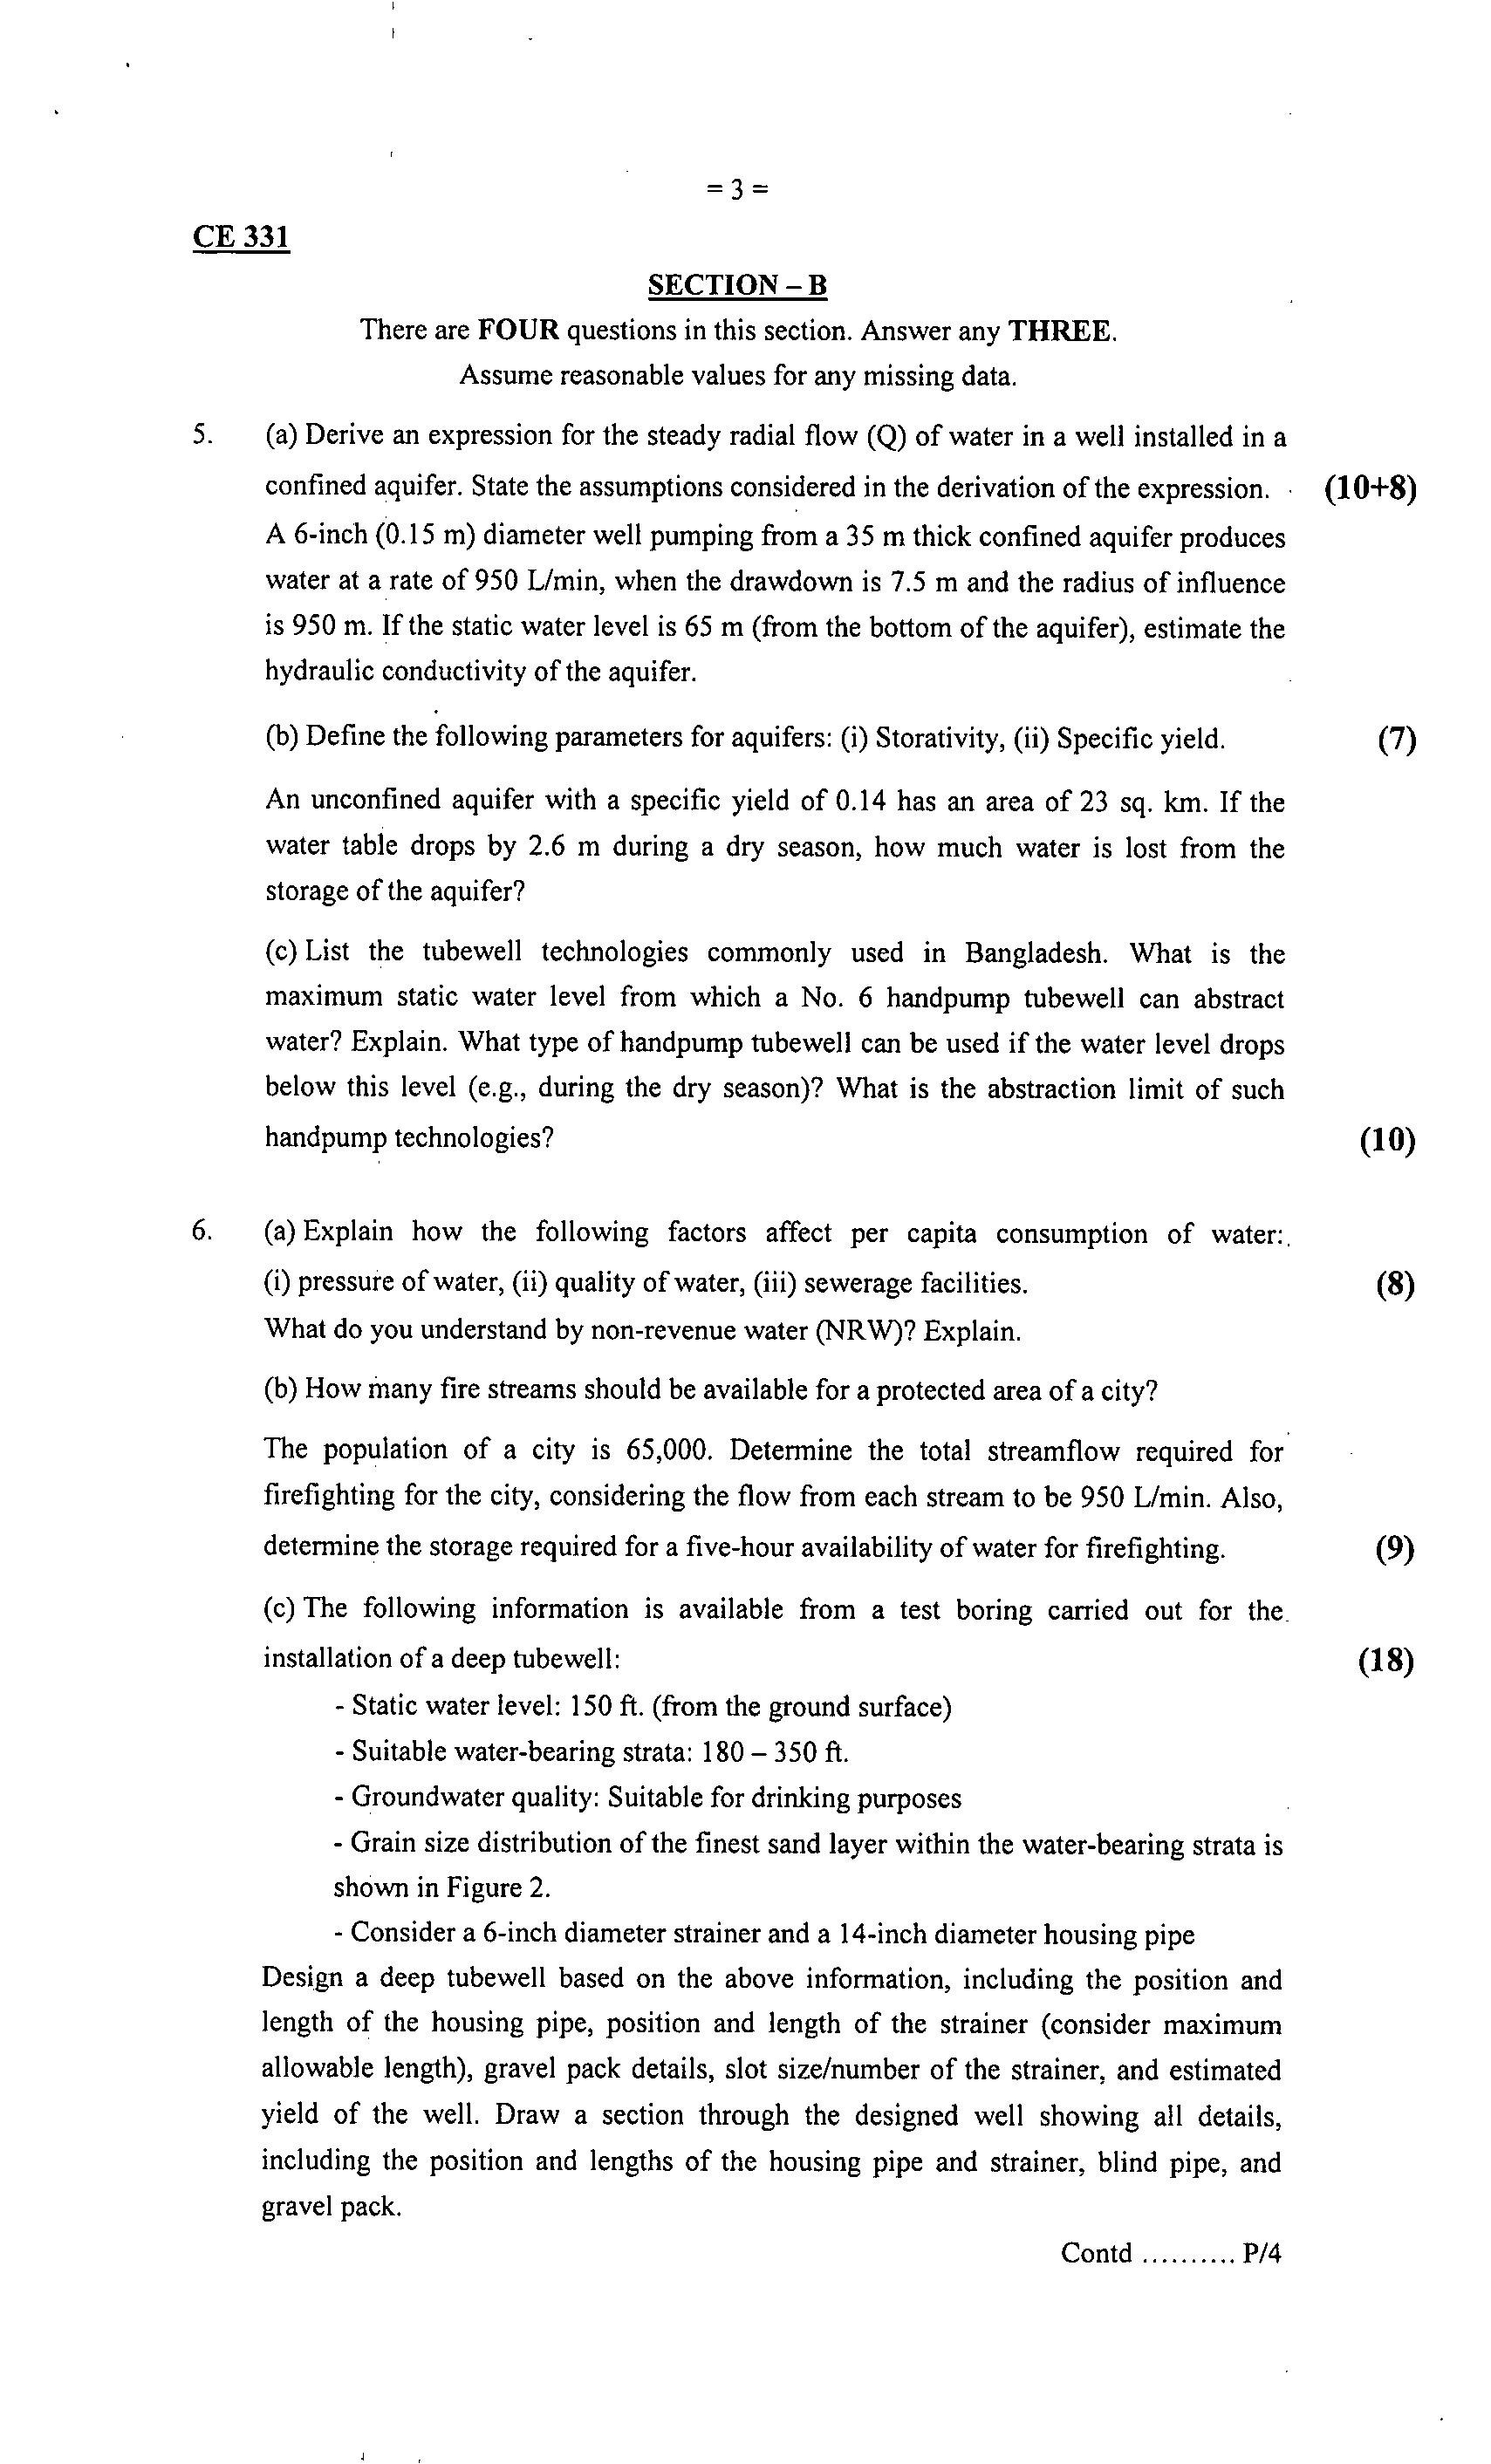 = 3 =
CE 331
SECTION – B
There are FOUR questions in this section. Answer any THREE.
Assume reasonable values for any missing data.
5. (a) Derive an expression for the steady radial flow (Q) of water in a well installed in a
confined aquifer. State the assumptions considered in the derivation of the expression. (10+8)
A 6-inch (0.15 m) diameter well pumping from a 35 m thick confined aquifer produces
water at a rate of 950 L/min, when the drawdown is 7.5 m and the radius of influence
is 950 m. If the static water level is 65 m (from the bottom of the aquifer), estimate the
hydraulic conductivity of the aquifer.
(b) Define the following parameters for aquifers: (i) Storativity, (ii) Specific yield. (7)
An unconfined aquifer with a specific yield of 0.14 has an area of 23 sq. km. If the
water table drops by 2.6 m during a dry season, how much water is lost from the
storage of the aquifer?
(c) List the tubewell technologies commonly used in Bangladesh. What is the
maximum static water level from which a No. 6 handpump tubewell can abstract
water? Explain. What type of handpump tubewell can be used if the water level drops
below this level (e.g., during the dry season)? What is the abstraction limit of such
handpump technologies? (10)
6. (a) Explain how the following factors affect per capita consumption of water:
(i) pressure of water, (ii) quality of water, (iii) sewerage facilities. (8)
What do you understand by non-revenue water (NRW)? Explain.
(b) How many fire streams should be available for a protected area of a city?
The population of a city is 65,000. Determine the total streamflow required for
firefighting for the city, considering the flow from each stream to be 950 L/min. Also,
determine the storage required for a five-hour availability of water for firefighting. (9)
(c) The following information is available from a test boring carried out for the
installation of a deep tubewell: (18)
- Static water level: 150 ft. (from the ground surface)
- Suitable water-bearing strata: 180 – 350 ft.
- Groundwater quality: Suitable for drinking purposes
- Grain size distribution of the finest sand layer within the water-bearing strata is
shown in Figure 2.
- Consider a 6-inch diameter strainer and a 14-inch diameter housing pipe
Design a deep tubewell based on the above information, including the position and
length of the housing pipe, position and length of the strainer (consider maximum
allowable length), gravel pack details, slot size/number of the strainer, and estimated
yield of the well. Draw a section through the designed well showing all details,
including the position and lengths of the housing pipe and strainer, blind pipe, and
gravel pack.
Contd .......... P/4